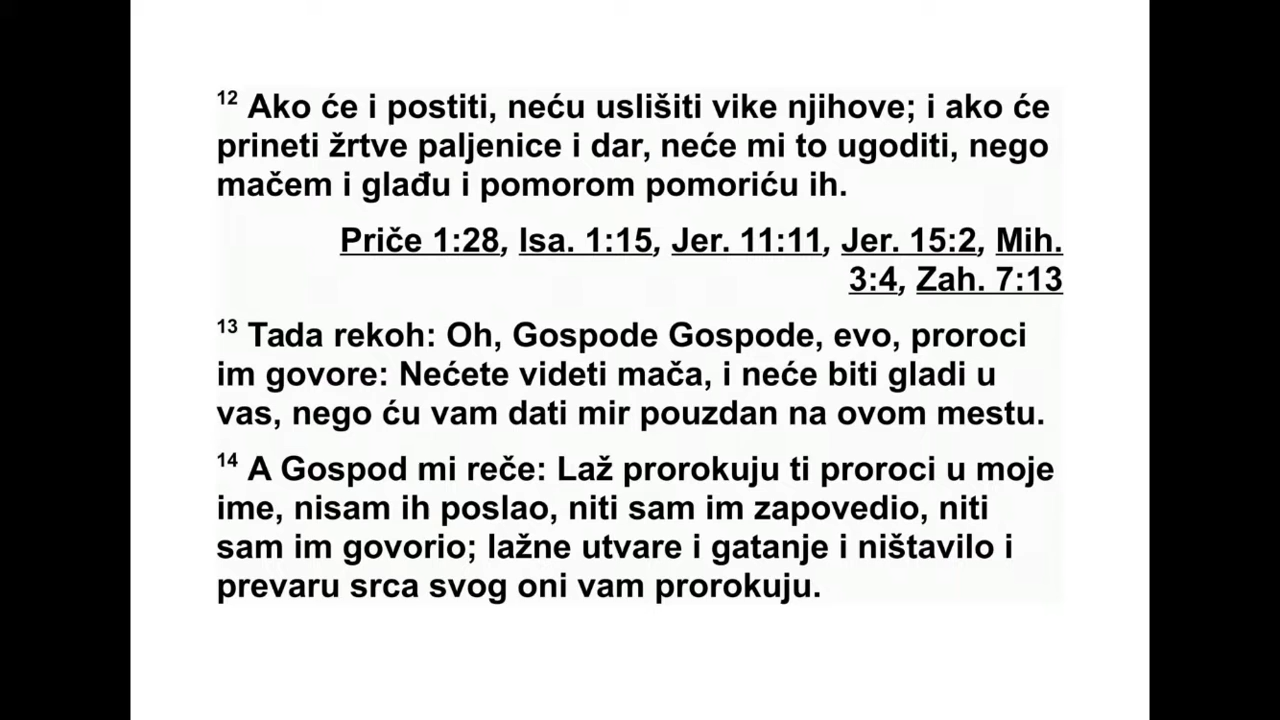 12 Ako će i postiti, neću uslišiti vike njihove; i ako će
prineti žrtve paljenice i dar, neće mi to ugoditi, nego
mačem i glađu i pomorom pomoriću ih.
Priče 1:28, Isa. 1:15, Jer. 11:11, Jer. 15:2, Mih.
3:4, Zah. 7:13
13 Tada rekoh: Oh, Gospode Gospode, evo, proroci
im govore: Nećete videti mača, i neće biti gladi u
vas, nego ću vam dati mir pouzdan na ovom mestu.
14 A Gospod mi reče: Laž prorokuju ti proroci u moje
ime, nisam ih poslao, niti sam im zapovedio, niti
sam im govorio; lažne utvare i gatanje i ništavilo i
prevaru srca svog oni vam prorokuju.